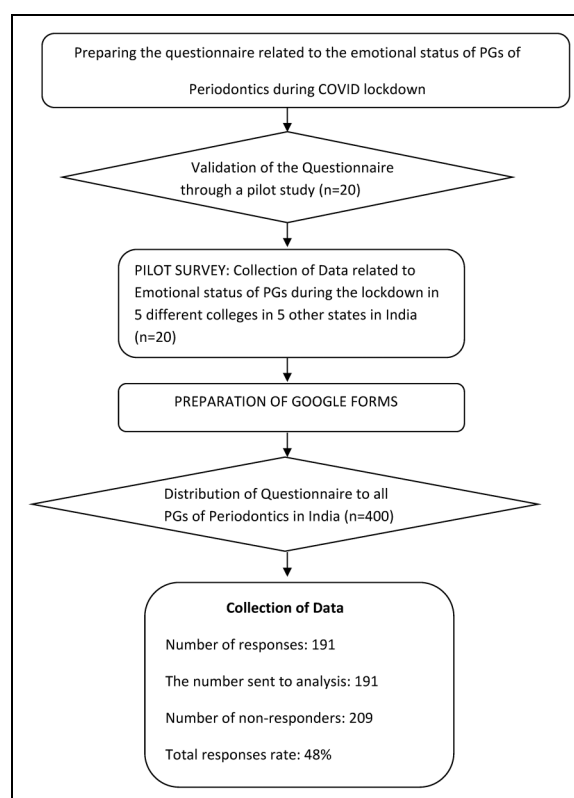 Preparing the questionnaire related to the emotional status of PGs of
Periodontics during COVID lockdown
Validation of the Questionnaire
through a pilot study (n=20)
PILOT SURVEY: Collection of Data related to
Emotional status of PGs during the lockdown in
5 different colleges in 5 other states in India
(n=20)
PREPARATION OF GOOGLE FORMS
Distribution of Questionnaire to all
PGs of Periodontics in India (n=400)
Collection of Data
Number of responses: 191
The number sent to analysis: 191
Number of non-responders: 209
Total responses rate: 48%